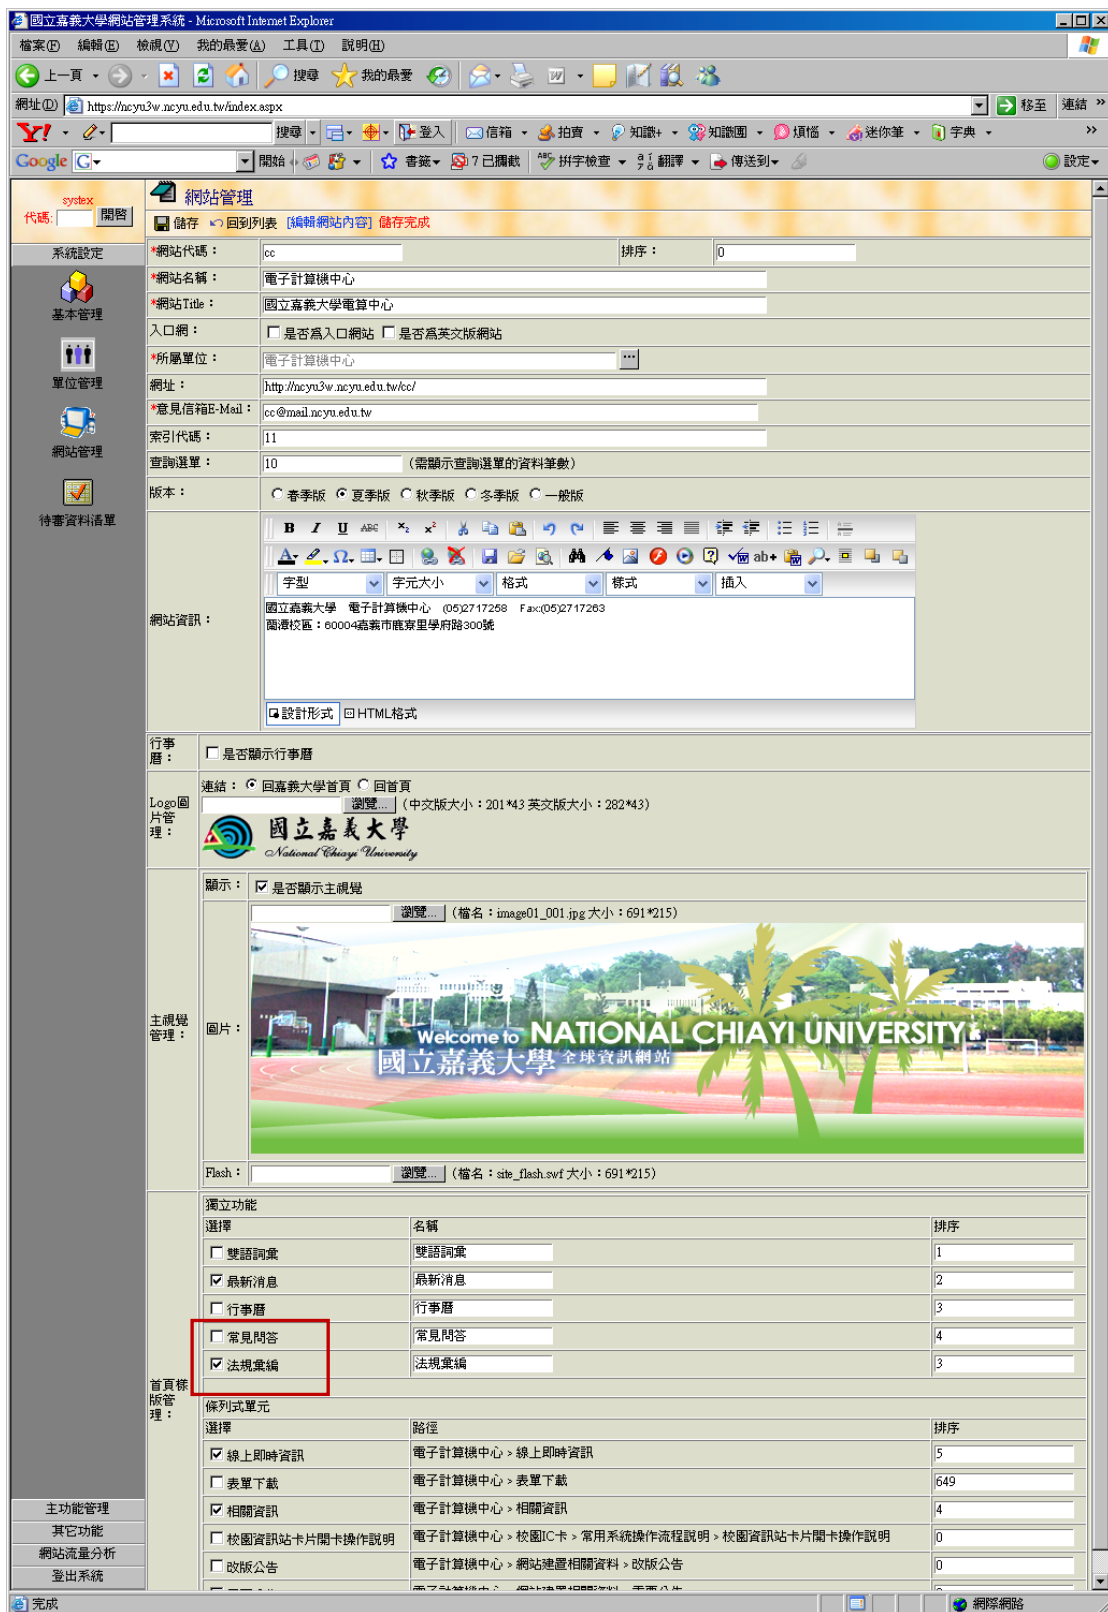 國立嘉義大學網站管理系統 - Microsoft Internet Explorer
檔案(F) 編輯(E) 檢視(V) 我的最愛(A) 工具(T) 說明(H)
上一頁 搜尋 我的最愛
網址(D) https://ncyu3w.ncyu.edu.tw/index.aspx 移至 連結 »
Y! 搜尋 登入 信箱 拍賣 知識+ 知識圈 煩惱 迷你筆 字典 »
Google G 開始 書籤 7 已攔截 拼字檢查 翻譯 傳送到 設定
systex
代碼: 開啓
網站管理
儲存 回到列表 [編輯網站內容] 儲存完成
系統設定
基本管理
單位管理
網站管理
待審資料清單
*網站代碼： cc 排序： 0
*網站名稱： 電子計算機中心
*網站Title： 國立嘉義大學電算中心
入口網： 是否爲入口網站 是否爲英文版網站
*所屬單位： 電子計算機中心 ...
網址： http://ncyu3w.ncyu.edu.tw/cc/
*意見信箱E-Mail： cc@mail.ncyu.edu.tw
索引代碼： 11
查詢選單： 10 (需顯示查詢選單的資料筆數)
版本： 春季版 夏季版 秋季版 冬季版 一般版
B I U ABC x₂ x²
字型 字元大小 格式 樣式 插入
網站資訊：
國立嘉義大學 電子計算機中心 (05)2717258 Fax:(05)2717263
蘭潭校區：60004嘉義市鹿寮里學府路300號
設計形式 HTML格式
行事曆： 是否顯示行事曆
Logo圖片管理：
連結： 回嘉義大學首頁 回首頁
瀏覽... (中文版大小：201*43 英文版大小：282*43)
國立嘉義大學
National Chiayi University
主視覺管理：
顯示： 是否顯示主視覺
圖片：
瀏覽... (檔名：image01_001.jpg 大小：691*215)
Welcome to NATIONAL CHIAYI UNIVERSITY
國立嘉義大學 全球資訊網站
Flash： 瀏覽... (檔名：site_flash.swf 大小：691*215)
首頁樣版管理：
獨立功能
選擇 名稱 排序
雙語詞彙 雙語詞彙 1
最新消息 最新消息 2
行事曆 行事曆 3
常見問答 常見問答 4
法規彙編 法規彙編 3
條列式單元
選擇 路徑 排序
線上即時資訊 電子計算機中心 > 線上即時資訊 5
表單下載 電子計算機中心 > 表單下載 649
相關資訊 電子計算機中心 > 相關資訊 4
校園資訊站卡片開卡操作說明 電子計算機中心 > 校園IC卡 > 常用系統操作流程說明 > 校園資訊站卡片開卡操作說明 0
改版公告 電子計算機中心 > 網站建置相關資料 > 改版公告 0
主功能管理
其它功能
網站流量分析
登出系統
完成 網際網路